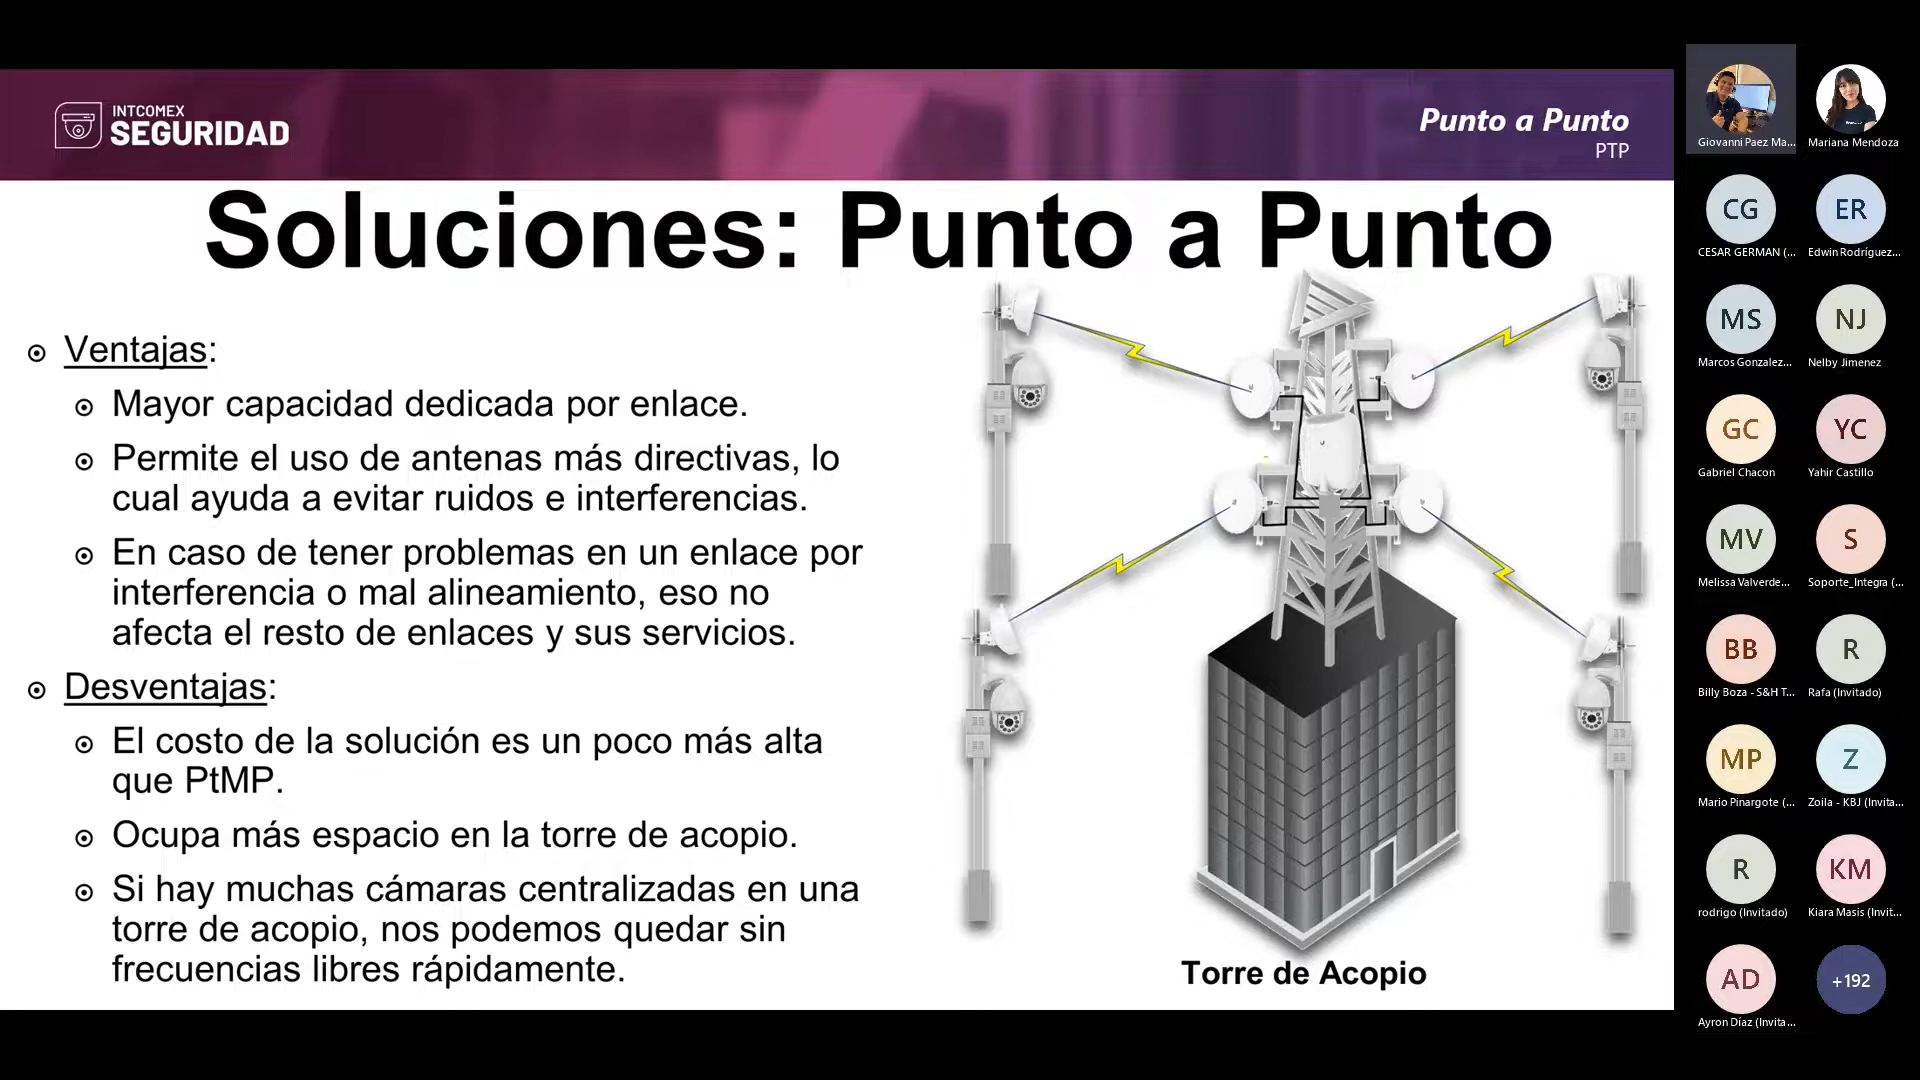 INTCOMEX
SEGURIDAD
Punto a Punto
PTP
Soluciones: Punto a Punto
Ventajas:
Mayor capacidad dedicada por enlace.
Permite el uso de antenas más directivas, lo
cual ayuda a evitar ruidos e interferencias.
En caso de tener problemas en un enlace por
interferencia o mal alineamiento, eso no
afecta el resto de enlaces y sus servicios.
Desventajas:
El costo de la solución es un poco más alta
que PtMP.
Ocupa más espacio en la torre de acopio.
Si hay muchas cámaras centralizadas en una
torre de acopio, nos podemos quedar sin
frecuencias libres rápidamente.
Torre de Acopio
Giovanni Paez Ma...
Mariana Mendoza
CG
CESAR GERMAN (...
ER
Edwin Rodríguez...
MS
Marcos Gonzalez...
NJ
Nelby Jimenez
GC
Gabriel Chacon
YC
Yahir Castillo
MV
Melissa Valverde...
S
Soporte_Integra (...
BB
Billy Boza - S&H T...
R
Rafa (Invitado)
MP
Mario Pinargote (...
Z
Zoila - KBJ (Invita...
R
rodrigo (Invitado)
KM
Kiara Masis (Invit...
AD
Ayron Díaz (Invita...
+192